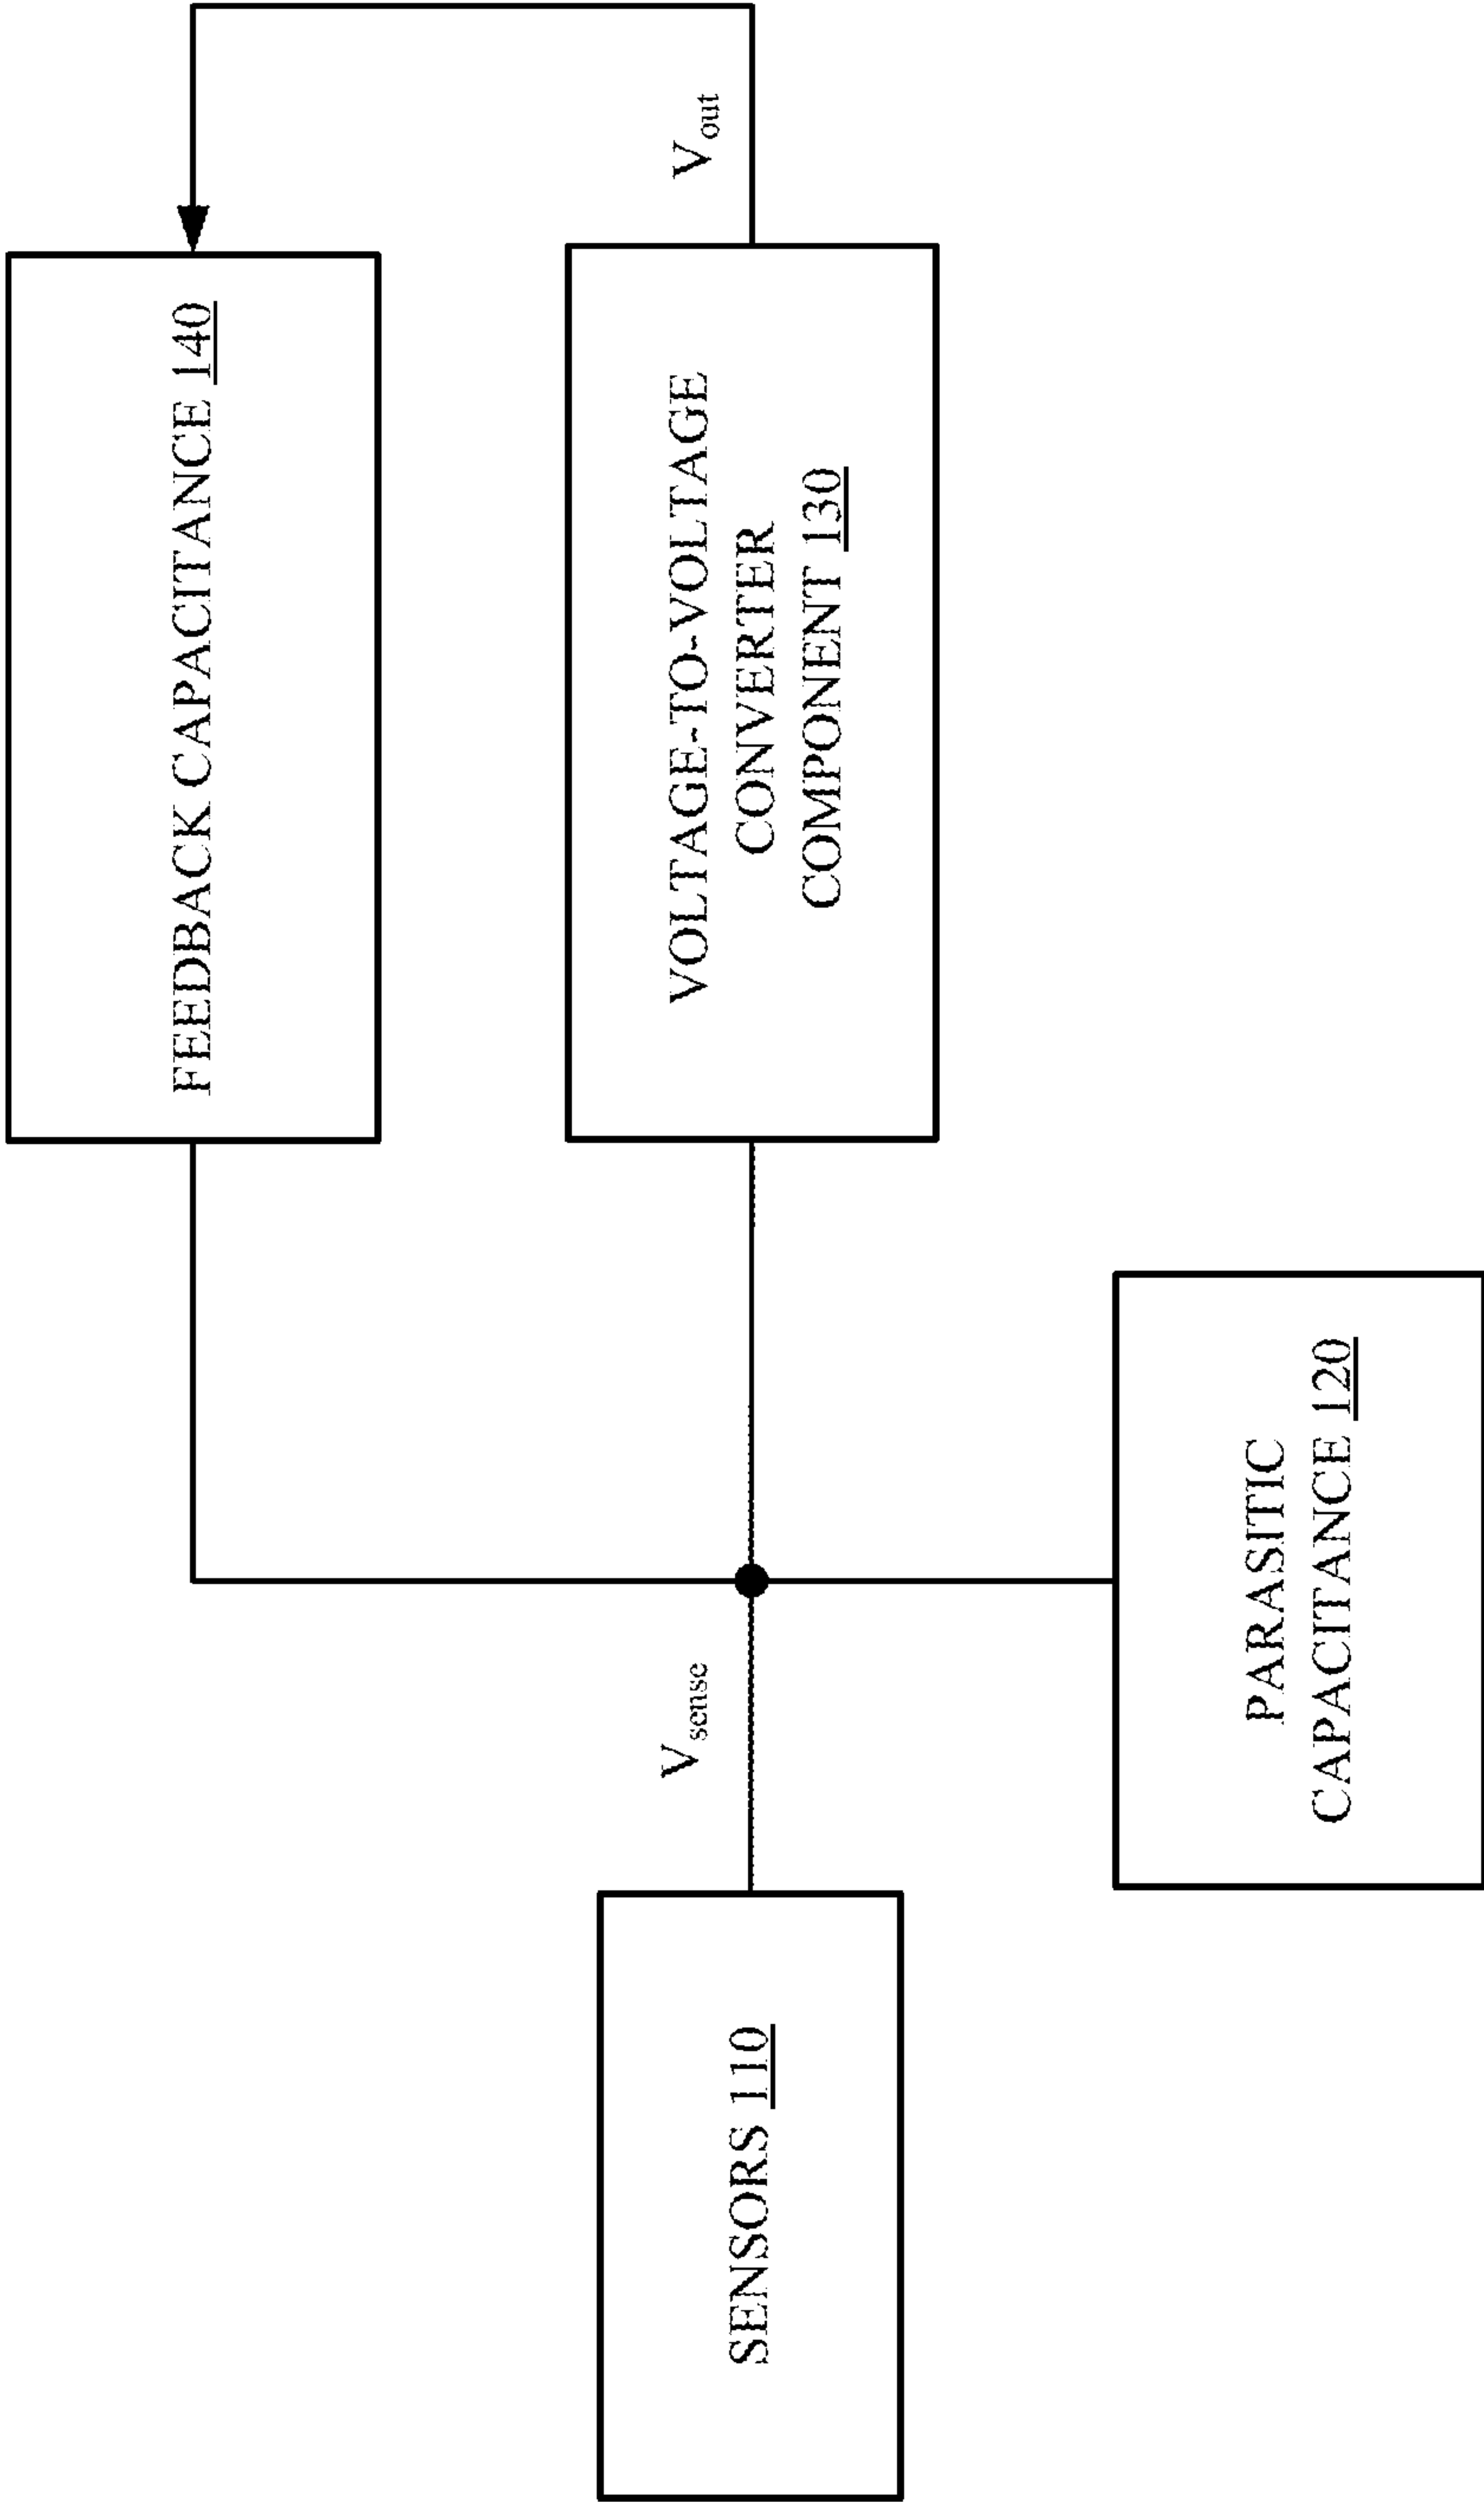 FEEDBACK CAPACITANCE 140
VOLTAGE-TO-VOLTAGE
CONVERTER
COMPONENT 130
Vout
Vsense
SENSORS 110
PARASITIC
CAPACITANCE 120